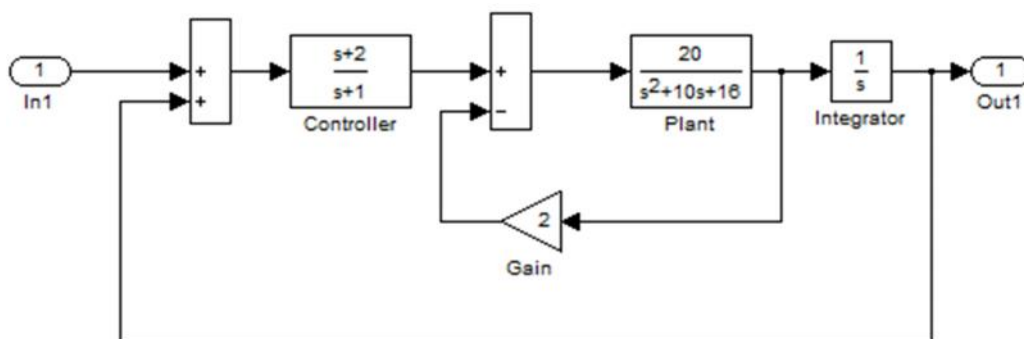 1
In1
+
+
s+2
s+1
Controller
+
−
20
s²+10s+16
Plant
1
s
Integrator
1
Out1
2
Gain